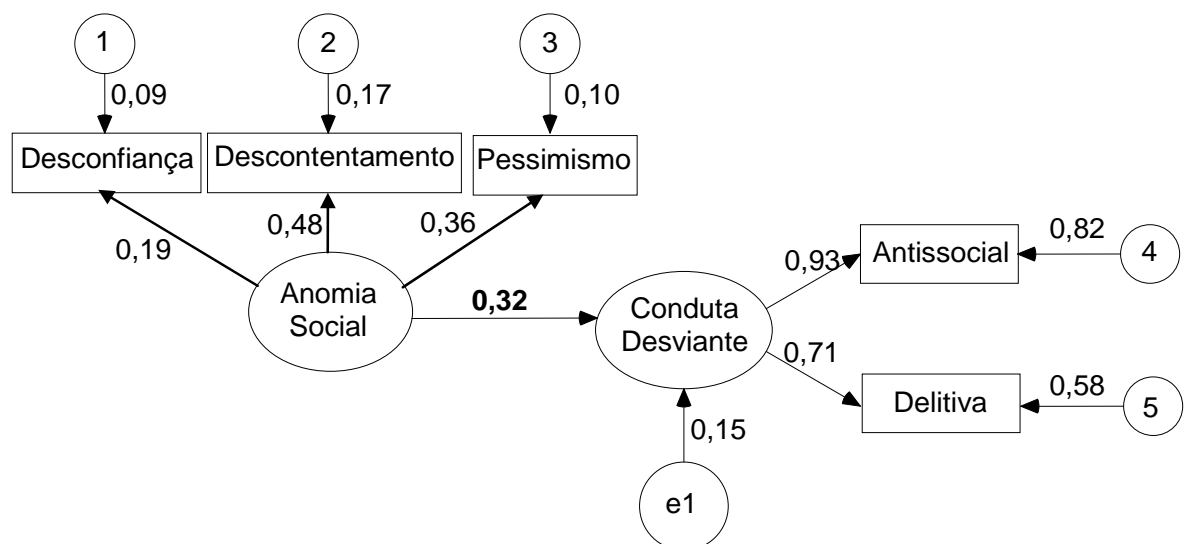 1
2
3
0,09
0,17
0,10
Desconfiança
Descontentamento
Pessimismo
0,19
0,48
0,36
Anomia
Social
0,32
Conduta
Desviante
0,93
Antissocial
0,82
4
0,71
Delitiva
0,58
5
0,15
e1